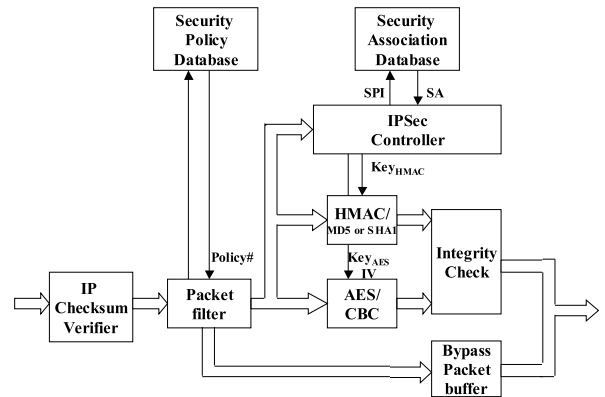 Security
Policy
Database
Security
Association
Database
SPI
SA
IPSec
Controller
KeyHMAC
HMAC/
MD5 or SHA1
Policy#
KeyAES
IV
Integrity
Check
IP
Checksum
Verifier
Packet
filter
AES/
CBC
Bypass
Packet
buffer